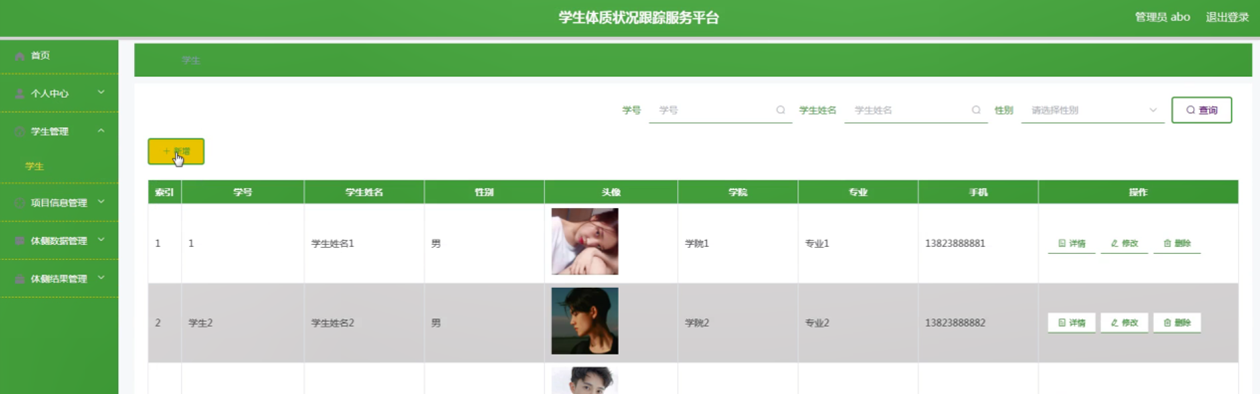 学生体质状况跟踪服务平台
管理员 abo 退出登录
首页
个人中心
学生管理
学生
项目信息管理
体侧数据管理
体侧结果管理
学生
学号 学号 学生姓名 学生姓名 性别 请选择性别 查询
+ 新增
索引 学号 学生姓名 性别 头像 学院 专业 手机 操作
1 1 学生姓名1 男 学院1 专业1 13823888881 详情 修改 删除
2 学生2 学生姓名2 男 学院2 专业2 13823888882 详情 修改 删除